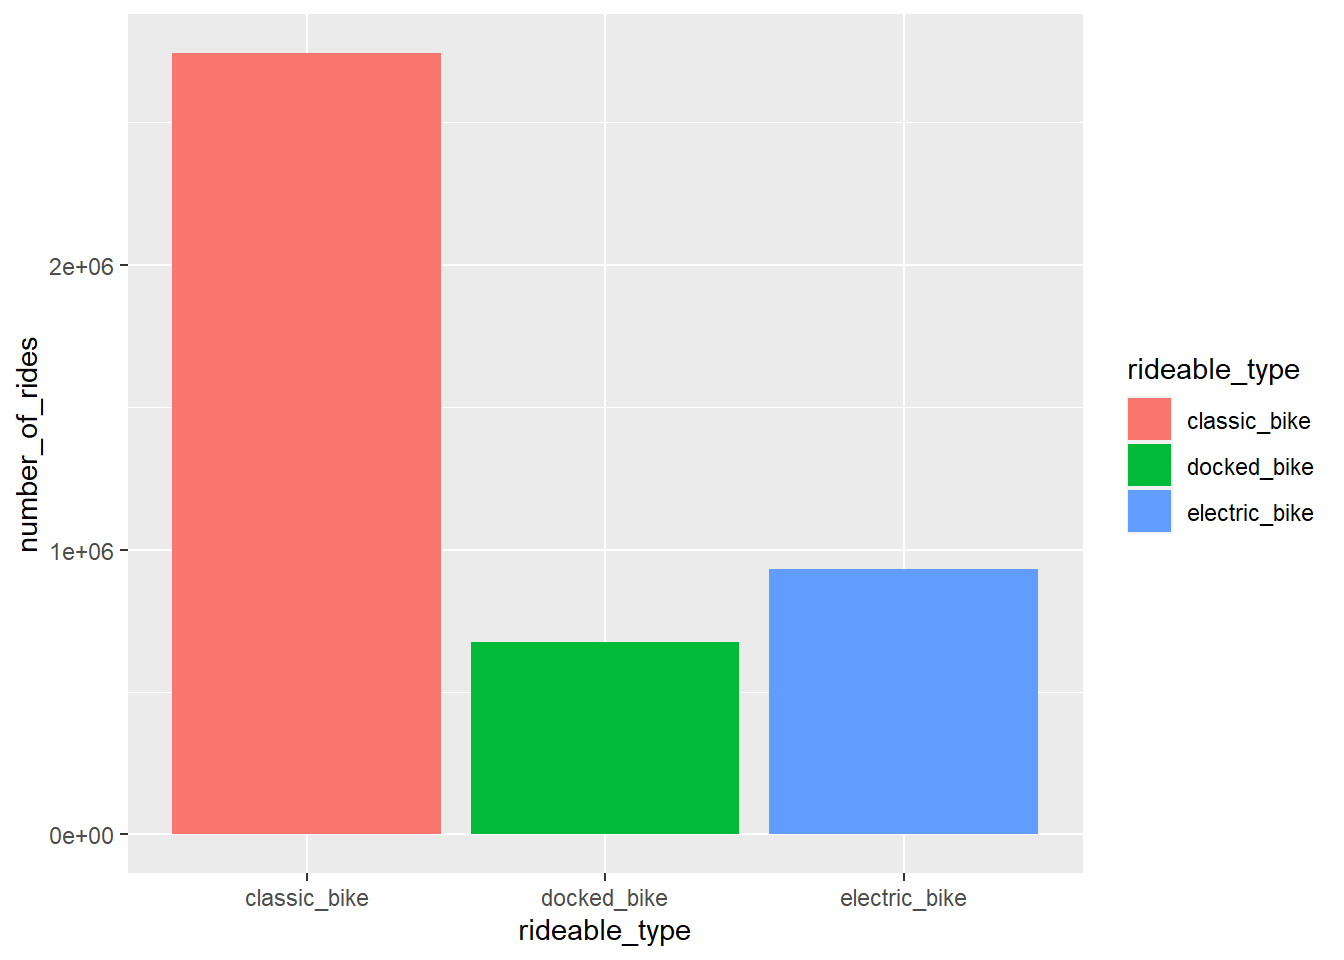 number_of_rides
2e+06
1e+06
0e+00
classic_bike
docked_bike
electric_bike
rideable_type
rideable_type
classic_bike
docked_bike
electric_bike